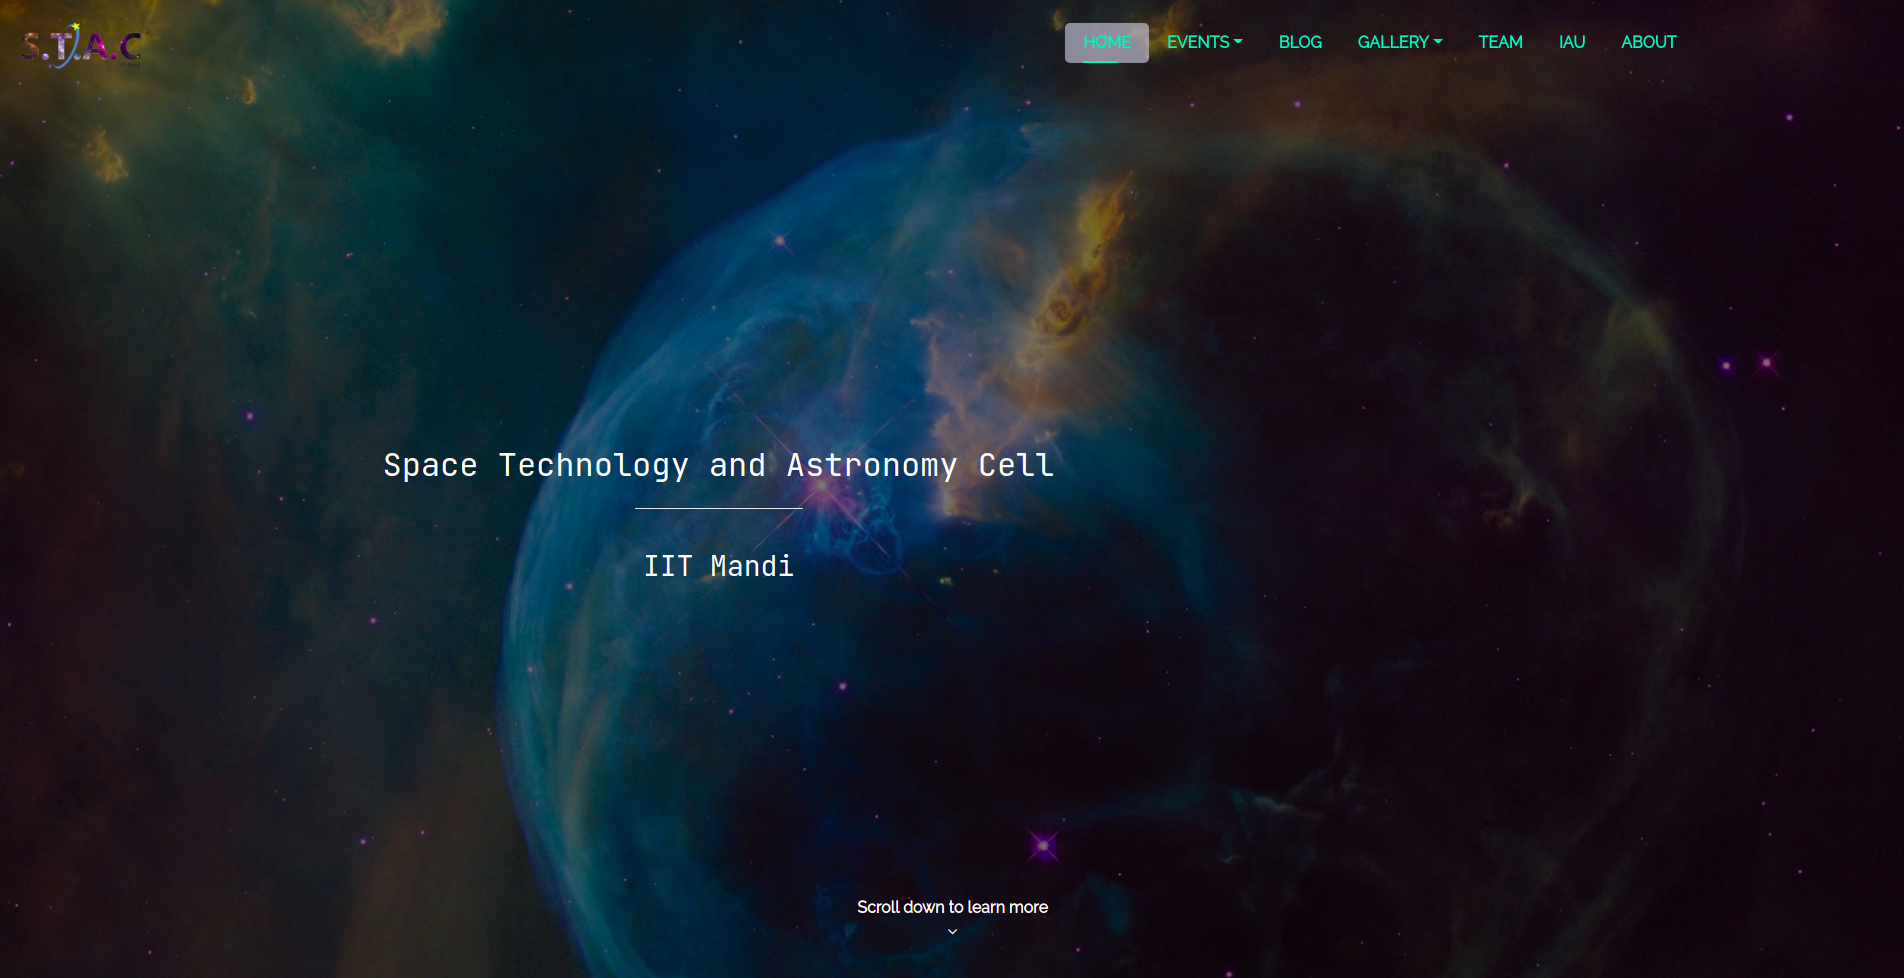 S.T.A.C
HOME EVENTS BLOG GALLERY TEAM IAU ABOUT
Space Technology and Astronomy Cell
IIT Mandi
Scroll down to learn more